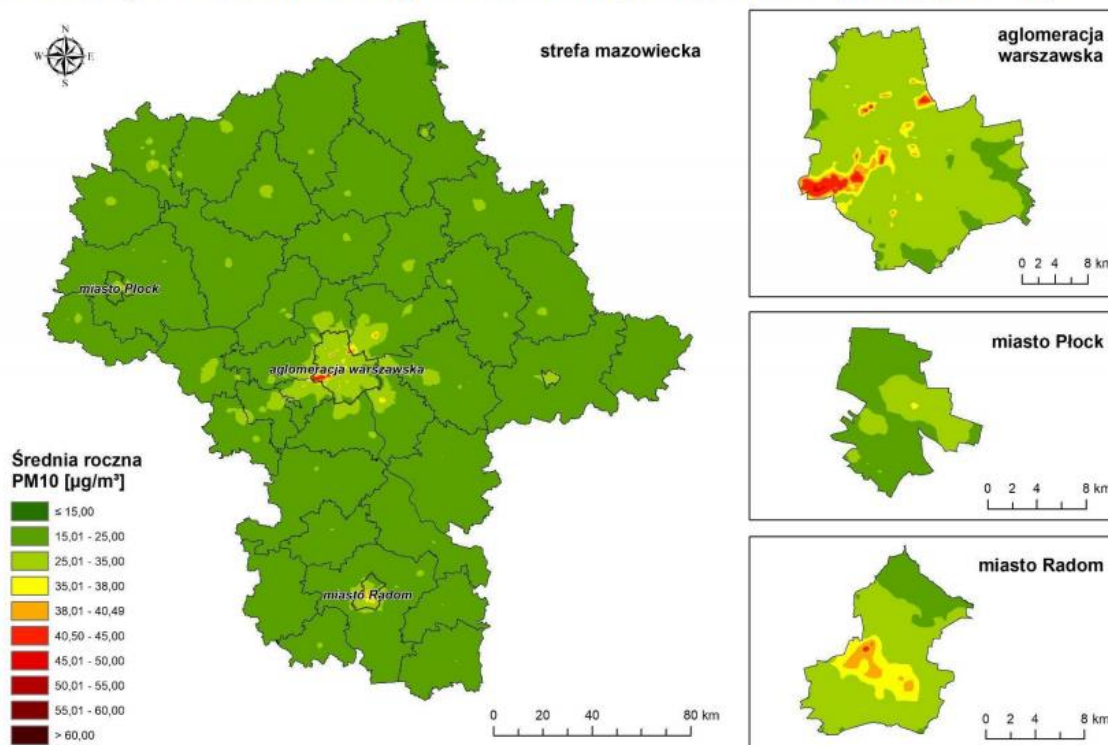 N
W E
S
strefa mazowiecka
miasto Płock
aglomeracja warszawska
miasto Radom
Średnia roczna
PM10 [µg/m³]
≤ 15,00
15,01 - 25,00
25,01 - 35,00
35,01 - 38,00
38,01 - 40,49
40,50 - 45,00
45,01 - 50,00
50,01 - 55,00
55,01 - 60,00
> 60,00
0 20 40 80 km
aglomeracja
warszawska
0 2 4 8 km
miasto Płock
0 2 4 8 km
miasto Radom
0 2 4 8 km